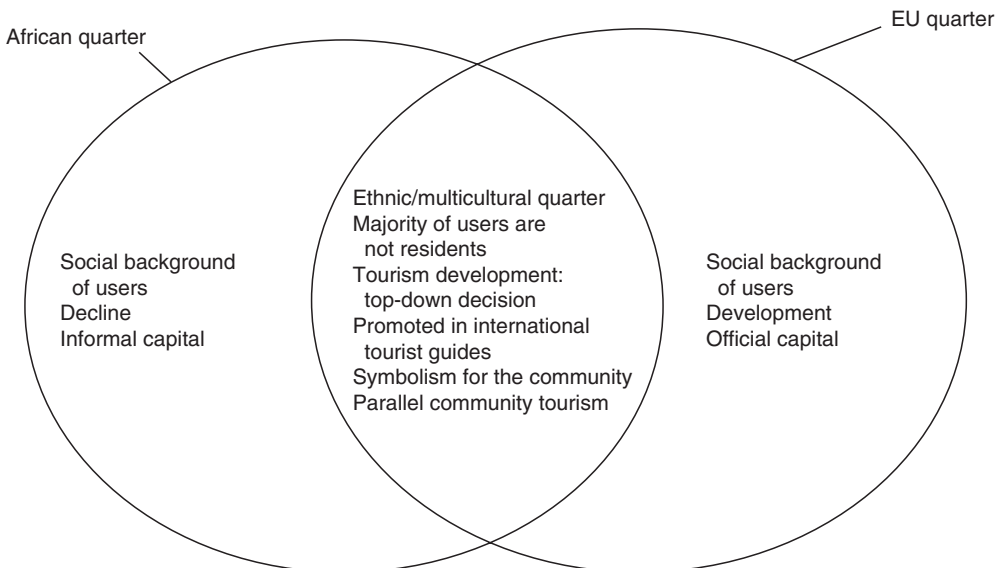 African quarter
EU quarter
Social background
of users
Decline
Informal capital
Ethnic/multicultural quarter
Majority of users are
not residents
Tourism development:
top-down decision
Promoted in international
tourist guides
Symbolism for the community
Parallel community tourism
Social background
of users
Development
Official capital